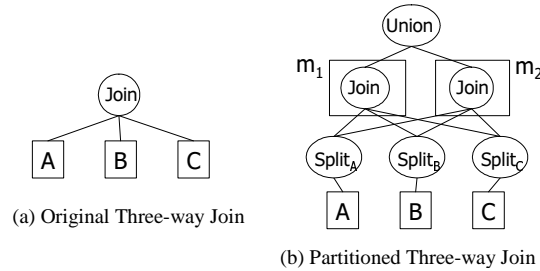 Union
m1
Join
Join
m2
Join
SplitA
SplitB
SplitC
A
B
C
A
B
C
(a) Original Three-way Join
(b) Partitioned Three-way Join